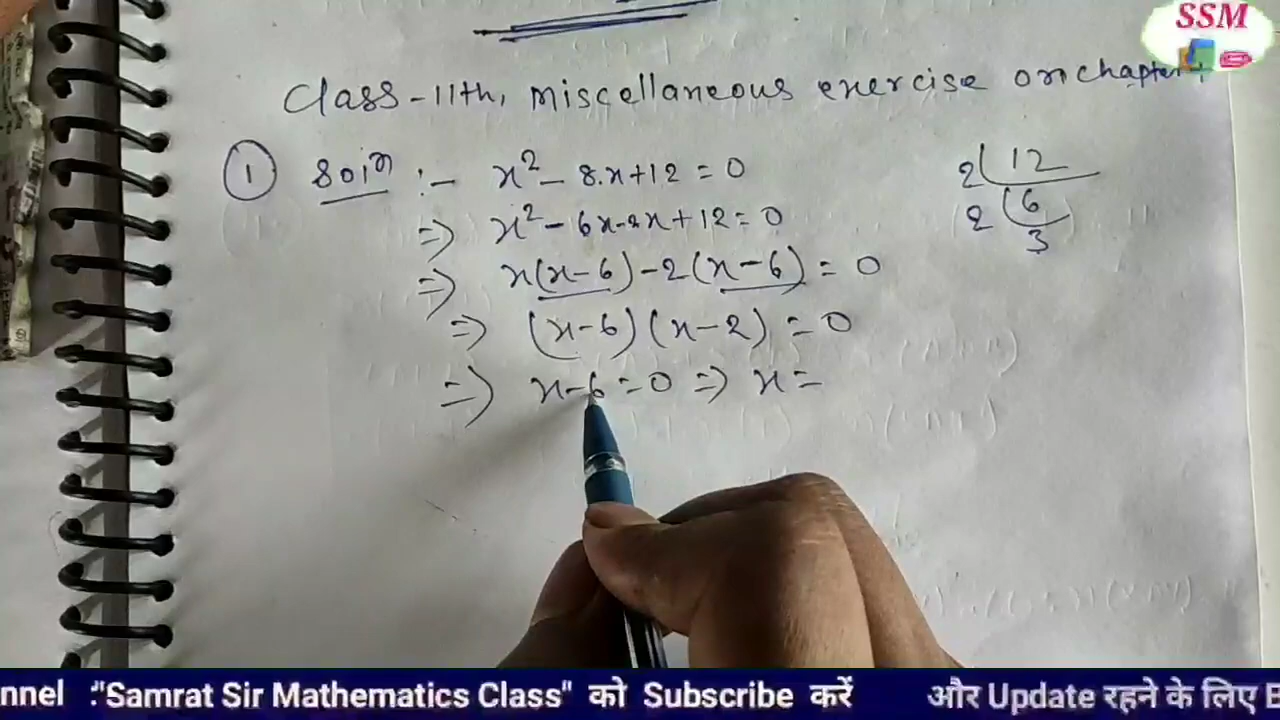 SSM
Class-11th, miscellaneous exercise on chapter 1
① Soln :- x² - 8x + 12 = 0
2 | 12
⇒ x² - 6x - 2x + 12 = 0
2 | 6
3
⇒ x(x-6) - 2(x-6) = 0
⇒ (x-6)(x-2) = 0
⇒ x-6 = 0 ⇒ x =
nnel :"Samrat Sir Mathematics Class" को Subscribe करें और Update रहने के लिए